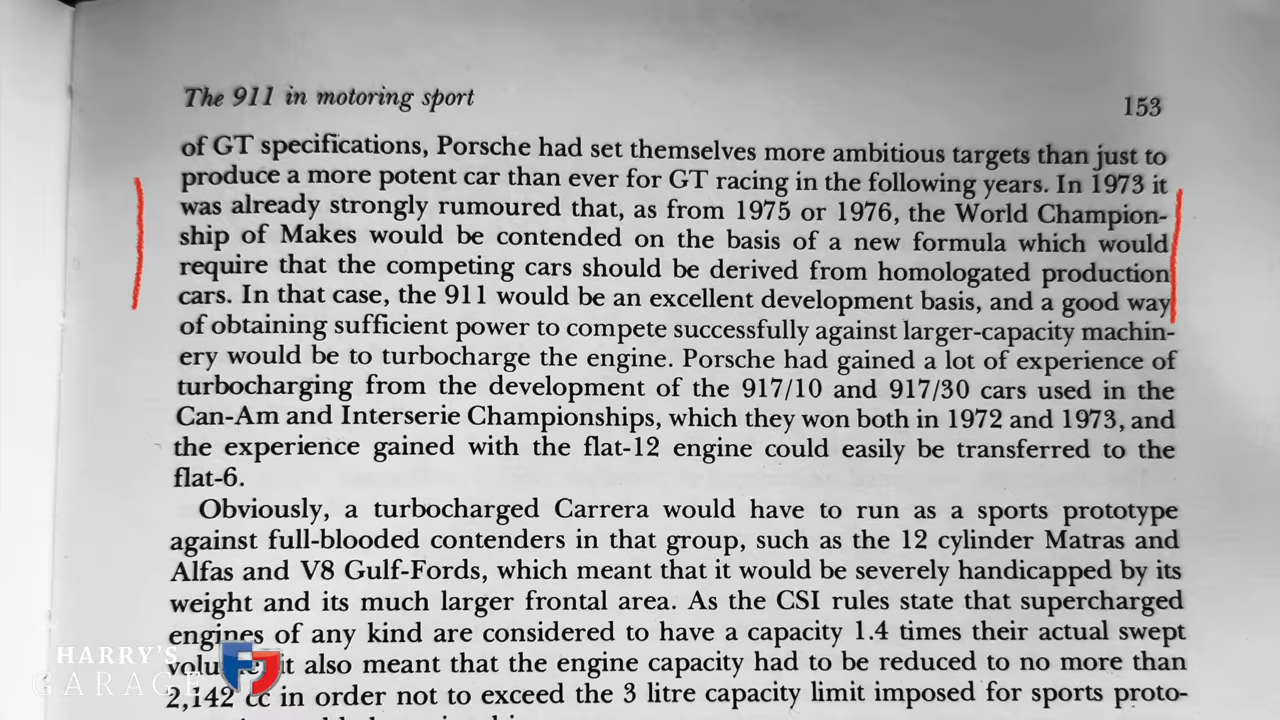 The 911 in motoring sport
153
of GT specifications, Porsche had set themselves more ambitious targets than just to
produce a more potent car than ever for GT racing in the following years. In 1973 it
was already strongly rumoured that, as from 1975 or 1976, the World Champion-
ship of Makes would be contended on the basis of a new formula which would
require that the competing cars should be derived from homologated production
cars. In that case, the 911 would be an excellent development basis, and a good way
of obtaining sufficient power to compete successfully against larger-capacity machin-
ery would be to turbocharge the engine. Porsche had gained a lot of experience of
turbocharging from the development of the 917/10 and 917/30 cars used in the
Can-Am and Interserie Championships, which they won both in 1972 and 1973, and
the experience gained with the flat-12 engine could easily be transferred to the
flat-6.
Obviously, a turbocharged Carrera would have to run as a sports prototype
against full-blooded contenders in that group, such as the 12 cylinder Matras and
Alfas and V8 Gulf-Fords, which meant that it would be severely handicapped by its
weight and its much larger frontal area. As the CSI rules state that supercharged
engines of any kind are considered to have a capacity 1.4 times their actual swept
it also meant that the engine capacity had to be reduced to no more than
2,142 cc in order not to exceed the 3 litre capacity limit imposed for sports proto-
HARRY'S
GARAGE